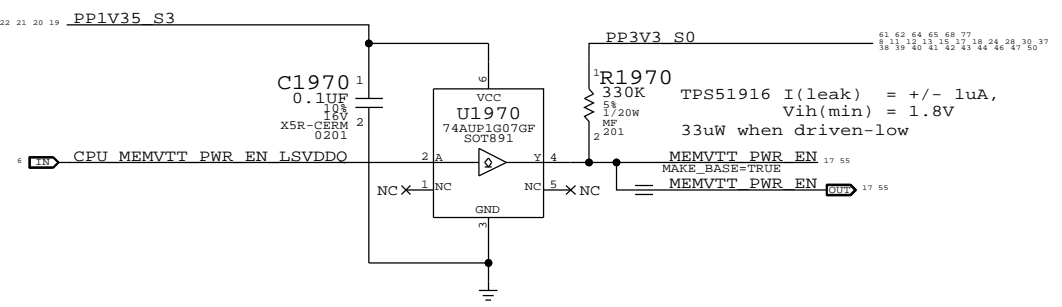 22 21 20 19 PP1V35_S3
PP3V3_S0
61 62 64 65 68 77
8 11 12 13 15 17 18 24 28 30 37
38 39 40 41 42 43 44 46 47 50
C1970 1
0.1UF
10%
16V
X5R-CERM 2
0201
6
VCC
U1970
74AUP1G07GF
SOT891
1 R1970
330K
5%
1/20W
MF
2 201
TPS51916 I(leak) = +/- 1uA,
Vih(min) = 1.8V
33uW when driven-low
6 IN CPU_MEMVTT_PWR_EN_LSVDDQ 2 A Y 4 MEMVTT_PWR_EN 17 55
MAKE_BASE=TRUE
NC 1 NC NC 5 NC MEMVTT_PWR_EN OUT 17 55
GND
3